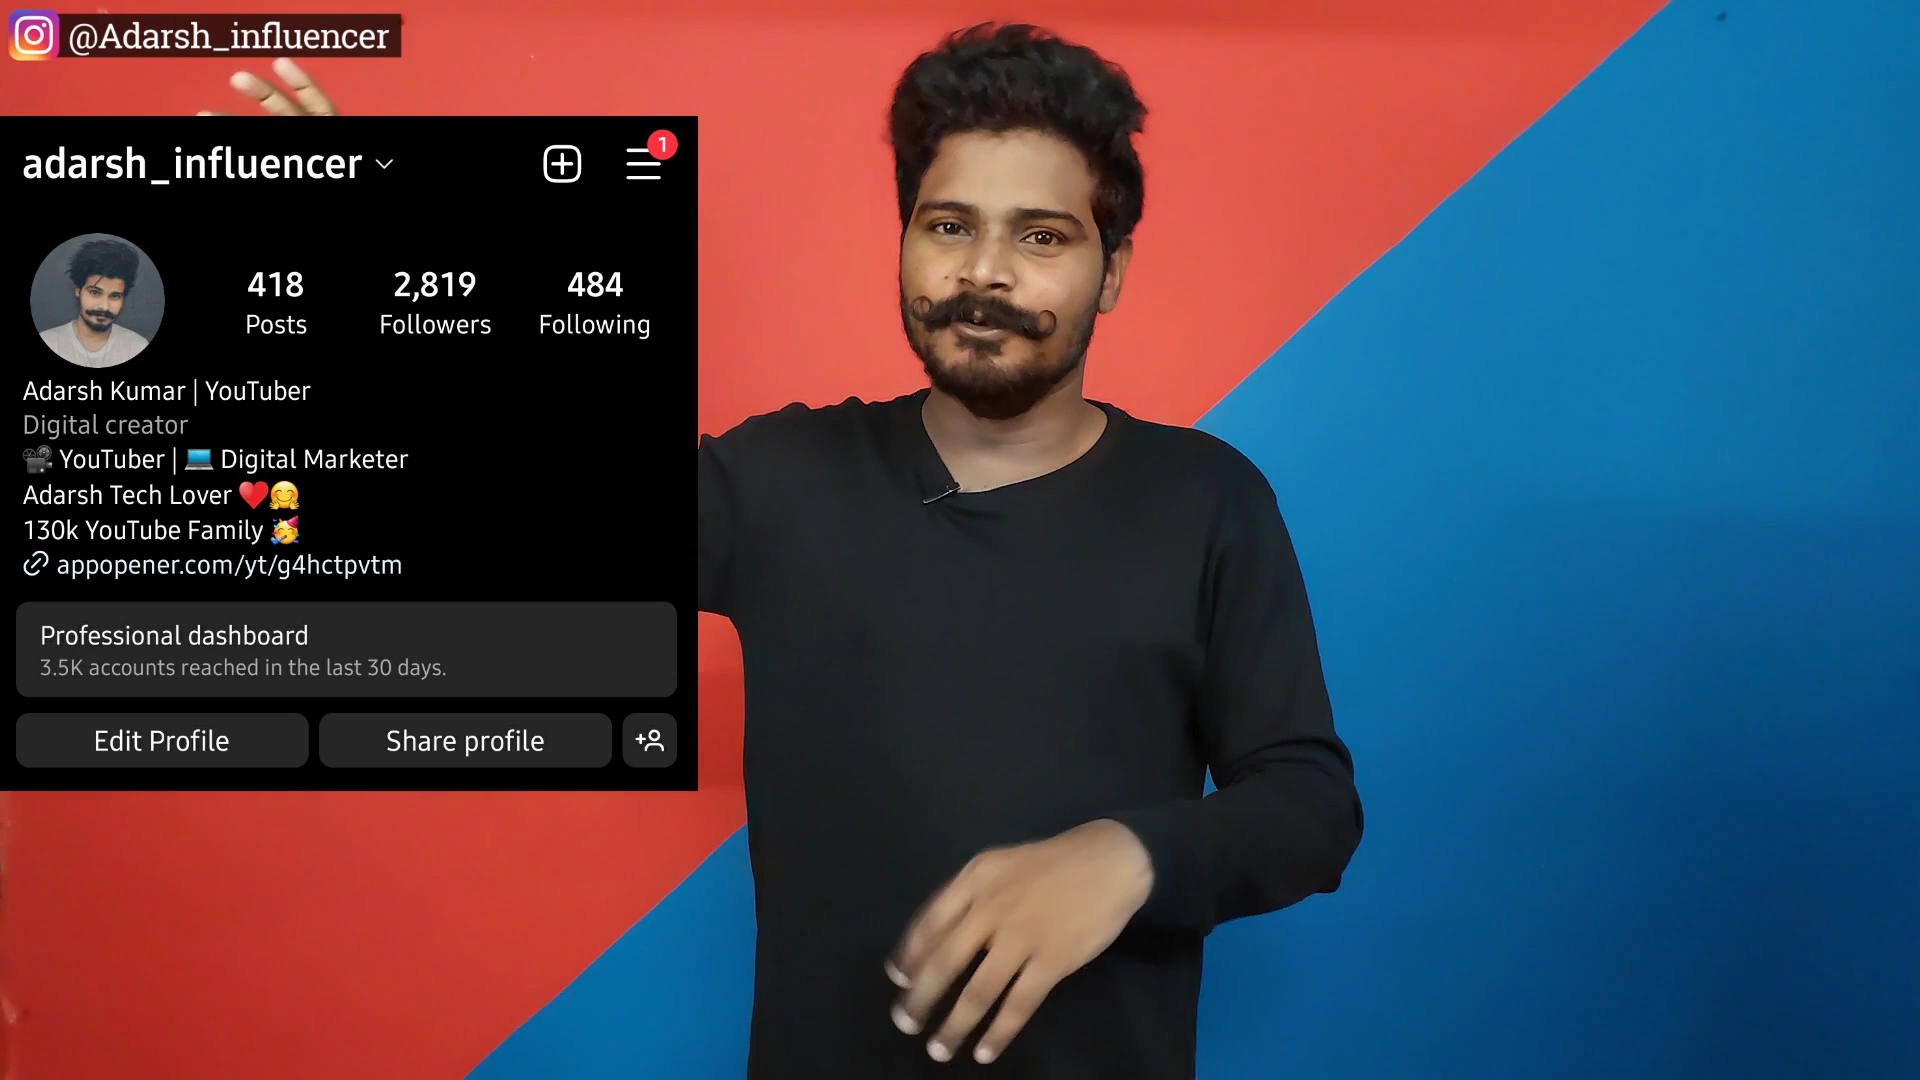 @Adarsh_influencer
adarsh_influencer
1
418 2,819 484
Posts Followers Following
Adarsh Kumar | YouTuber
Digital creator
🎥 YouTuber | 💻 Digital Marketer
Adarsh Tech Lover ❤️🤗
130k YouTube Family 🥳
appopener.com/yt/g4hctpvtm
Professional dashboard
3.5K accounts reached in the last 30 days.
Edit Profile Share profile